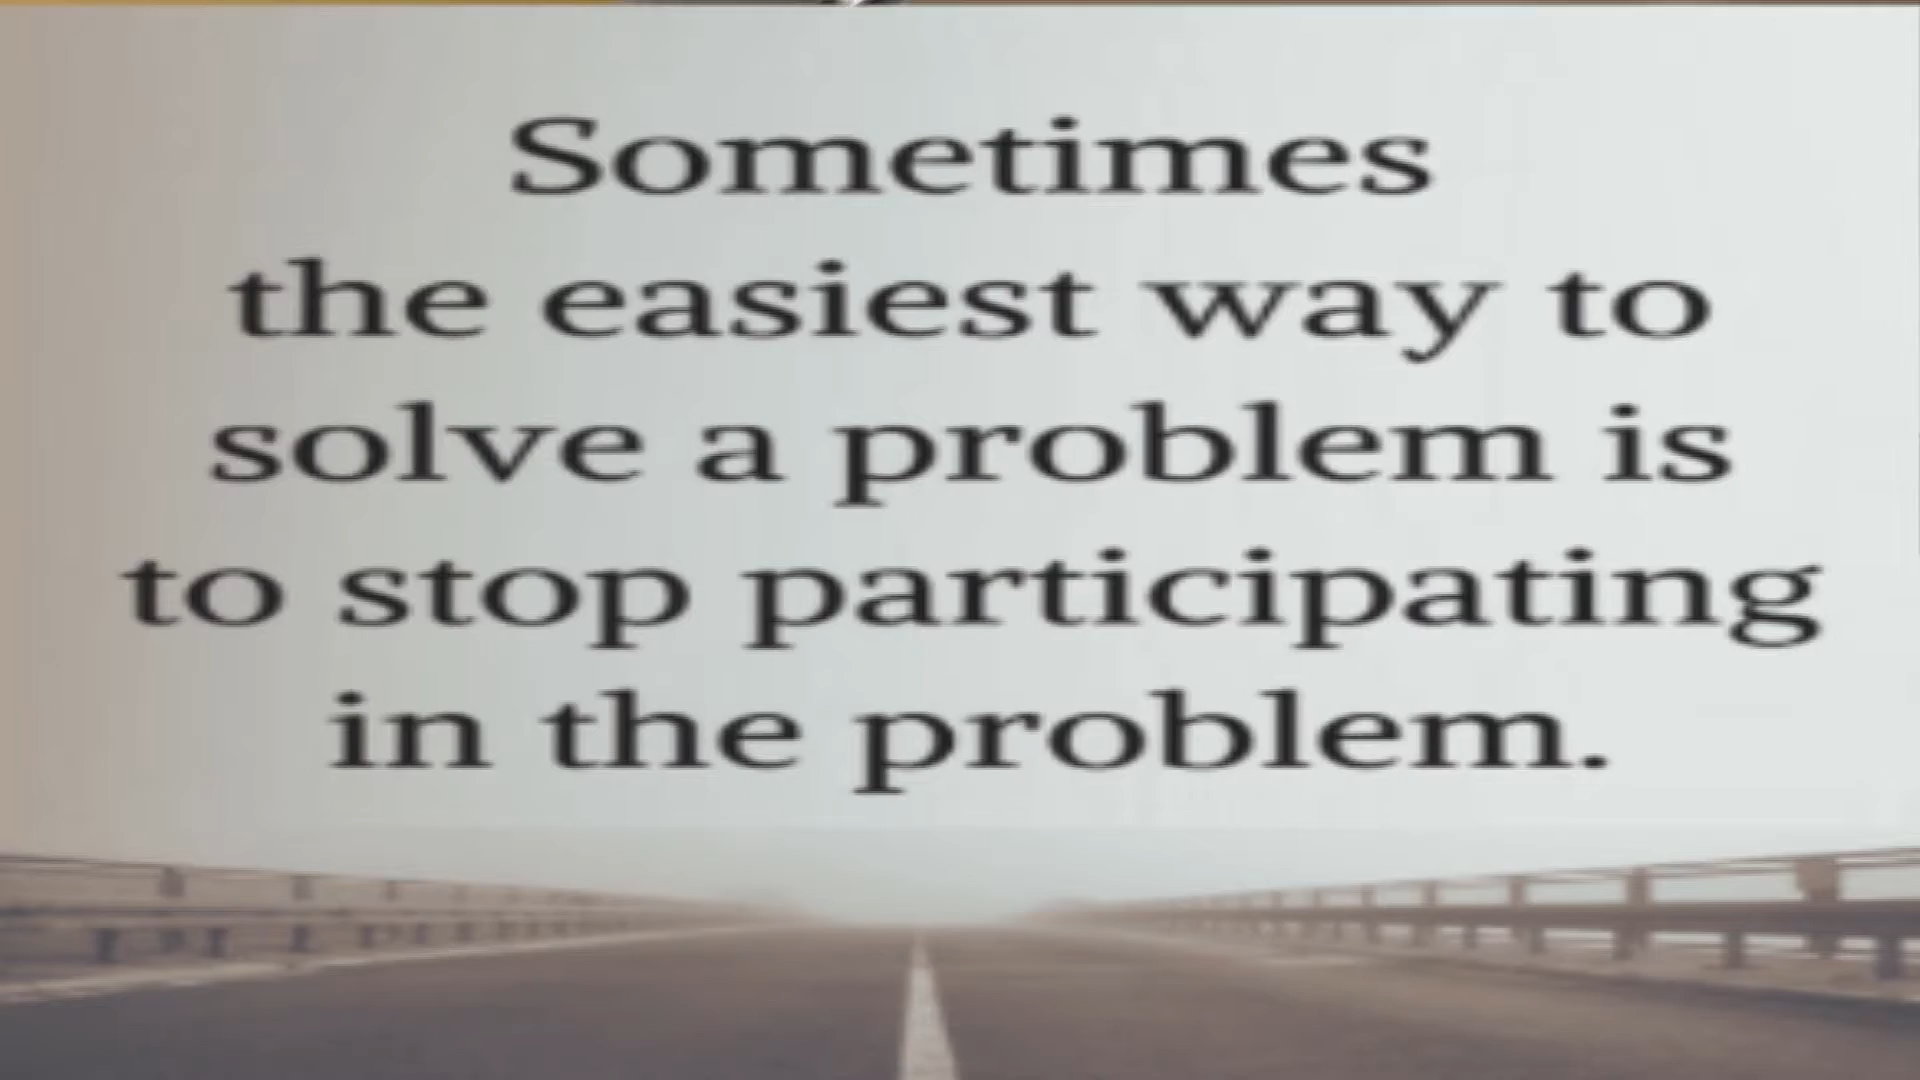 Sometimes
the easiest way to
solve a problem is
to stop participating
in the problem.